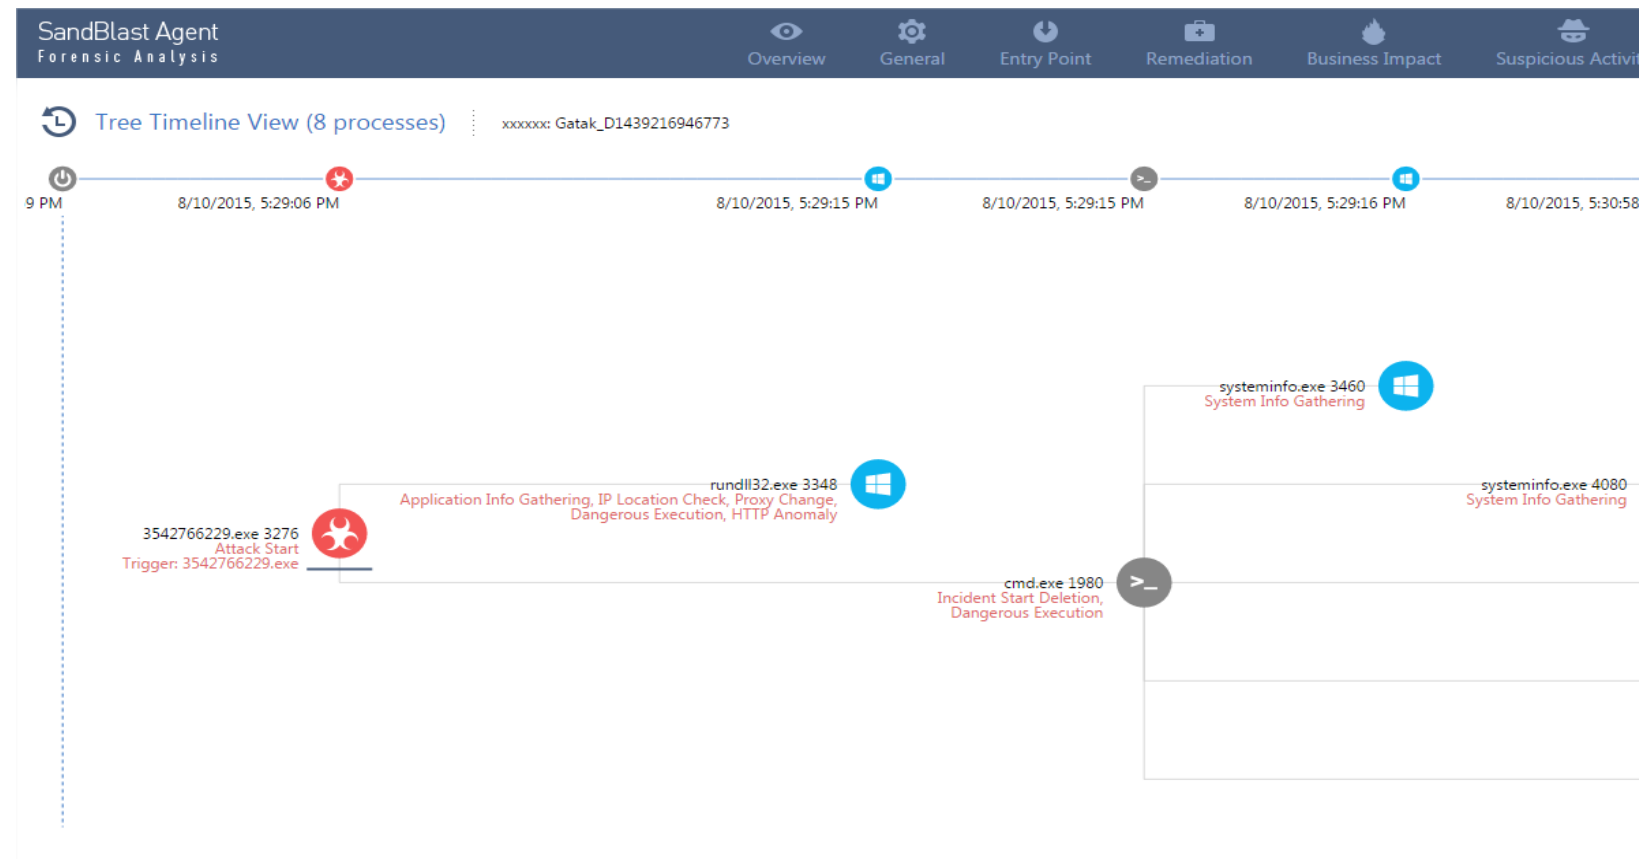 SandBlast Agent
Forensic Analysis
Overview
General
Entry Point
Remediation
Business Impact
Suspicious Activit
Tree Timeline View (8 processes)
xxxxxx: Gatak_D1439216946773
9 PM
8/10/2015, 5:29:06 PM
8/10/2015, 5:29:15 PM
8/10/2015, 5:29:15 PM
8/10/2015, 5:29:16 PM
8/10/2015, 5:30:58
systeminfo.exe 3460
System Info Gathering
rundll32.exe 3348
Application Info Gathering, IP Location Check, Proxy Change,
Dangerous Execution, HTTP Anomaly
systeminfo.exe 4080
System Info Gathering
3542766229.exe 3276
Attack Start
Trigger: 3542766229.exe
cmd.exe 1980
Incident Start Deletion,
Dangerous Execution